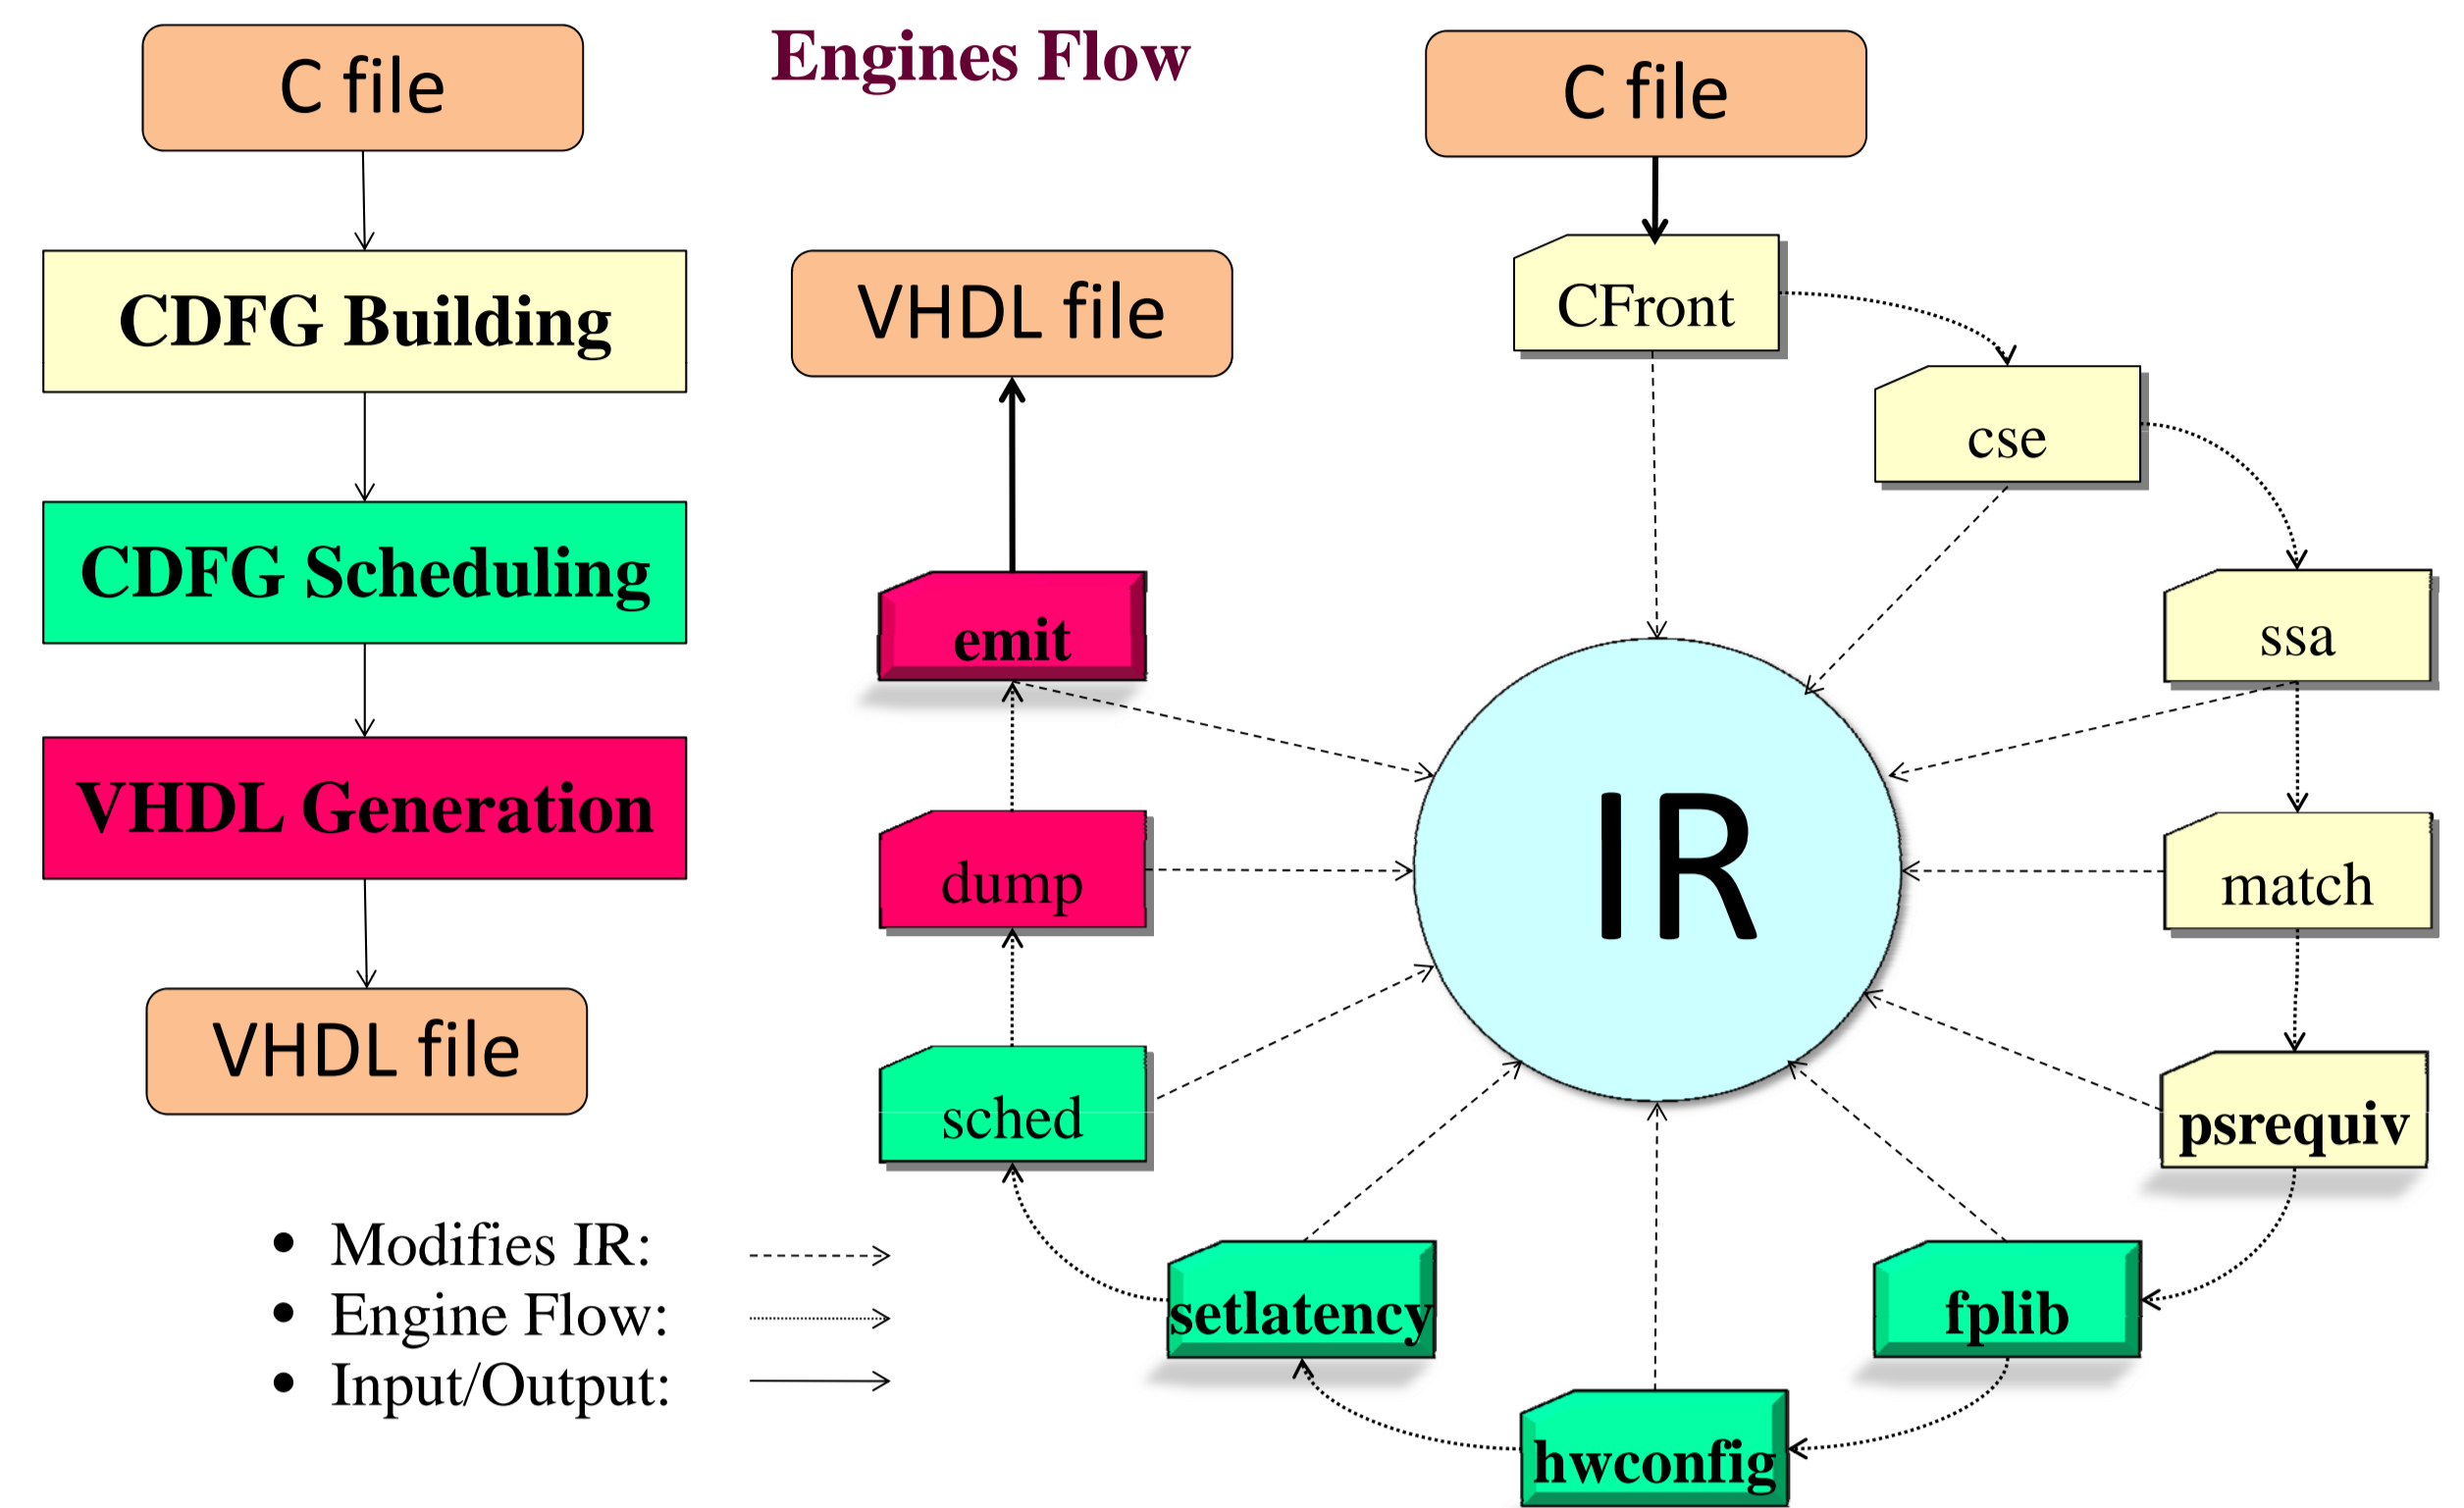 Engines Flow
C file
CDFG Building
CDFG Scheduling
VHDL Generation
VHDL file
C file
CFront
cse
ssa
match
psrequiv
fplib
hwconfig
setlatency
sched
dump
emit
VHDL file
IR
• Modifies IR:
• Engine Flow:
• Input/Output: